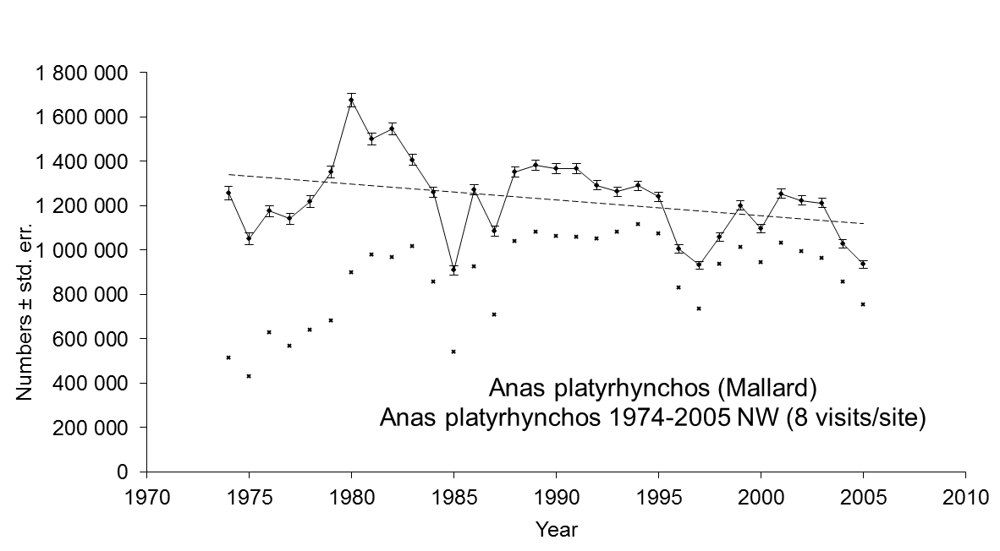 1 800 000
1 600 000
1 400 000
1 200 000
1 000 000
800 000
600 000
400 000
200 000
0
Numbers ± std. err.
Anas platyrhynchos (Mallard)
Anas platyrhynchos 1974-2005 NW (8 visits/site)
1970 1975 1980 1985 1990 1995 2000 2005 2010
Year